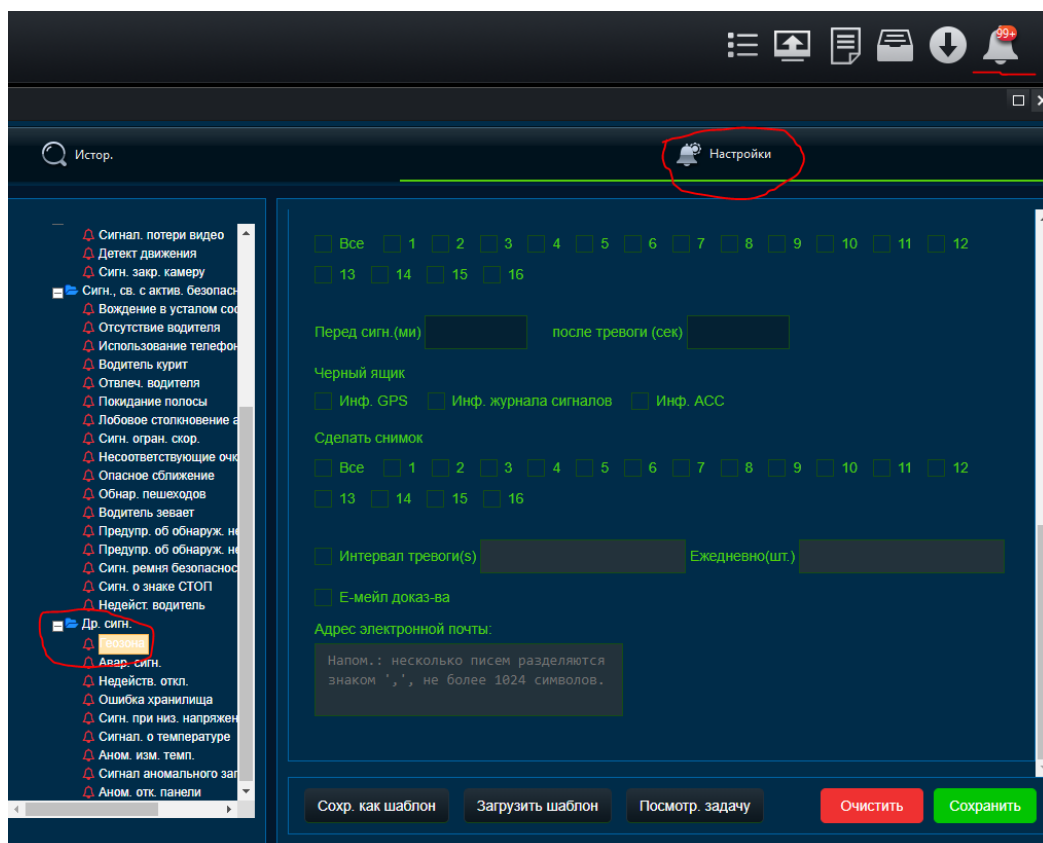 99+
Истор.
Настройки
Сигнал. потери видео
Детект движения
Сигн. закр. камеру
Сигн., св. с актив. безопасн
Вождение в усталом сос
Отсутствие водителя
Использование телефон
Водитель курит
Отвлеч. водителя
Покидание полосы
Лобовое столкновение а
Сигн. огран. скор.
Несоответствующие очк
Опасное сближение
Обнар. пешеходов
Водитель зевает
Предупр. об обнаруж. не
Предупр. об обнаруж. не
Сигн. ремня безопаснос
Сигн. о знаке СТОП
Недейст. водитель
Др. сигн.
Геозона
Авар. сигн.
Недейств. откл.
Ошибка хранилища
Сигн. при низ. напряжен
Сигнал. о температуре
Аном. изм. темп.
Сигнал аномального заг
Аном. отк. панели
Все 1 2 3 4 5 6 7 8 9 10 11 12
13 14 15 16
Перед сигн.(ми) после тревоги (сек)
Черный ящик
Инф. GPS Инф. журнала сигналов Инф. ACC
Сделать снимок
Все 1 2 3 4 5 6 7 8 9 10 11 12
13 14 15 16
Интервал тревоги(s) Ежедневно(шт.)
Е-мейл доказ-ва
Адрес электронной почты:
Напом.: несколько писем разделяются
знаком ',', не более 1024 символов.
Сохр. как шаблон Загрузить шаблон Посмотр. задачу Очистить Сохранить